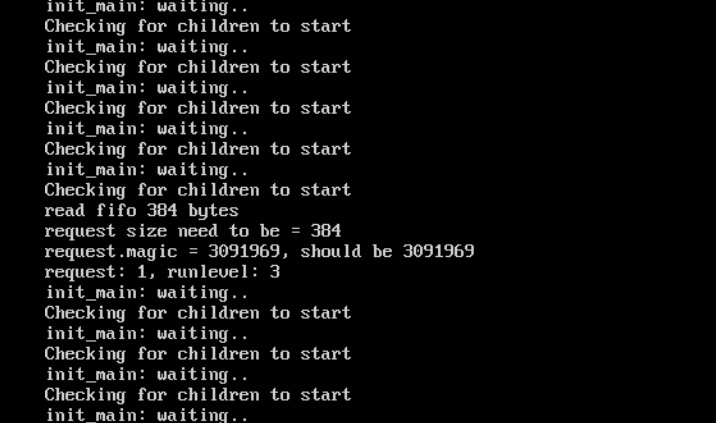 init_main: waiting..
Checking for children to start
init_main: waiting..
Checking for children to start
init_main: waiting..
Checking for children to start
init_main: waiting..
Checking for children to start
init_main: waiting..
Checking for children to start
read fifo 384 bytes
request size need to be = 384
request.magic = 3091969, should be 3091969
request: 1, runlevel: 3
init_main: waiting..
Checking for children to start
init_main: waiting..
Checking for children to start
init_main: waiting..
Checking for children to start
init_main: waiting..